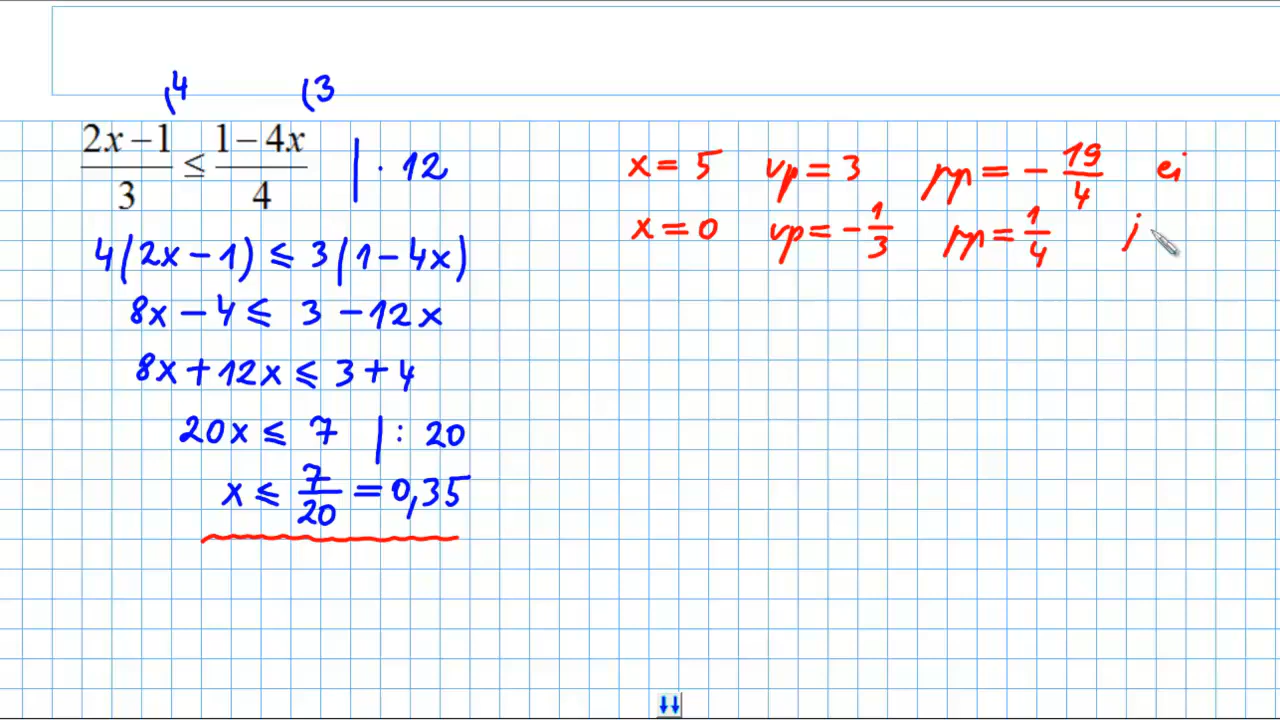 (4 (3
(2x − 1)/3 ≤ (1 − 4x)/4 | · 12
4(2x − 1) ≤ 3(1 − 4x)
8x − 4 ≤ 3 − 12x
8x + 12x ≤ 3 + 4
20x ≤ 7 | : 20
x ≤ 7/20 = 0,35
x = 5 vp = 3 pp = − 19/4 ei
x = 0 vp = − 1/3 pp = 1/4 j